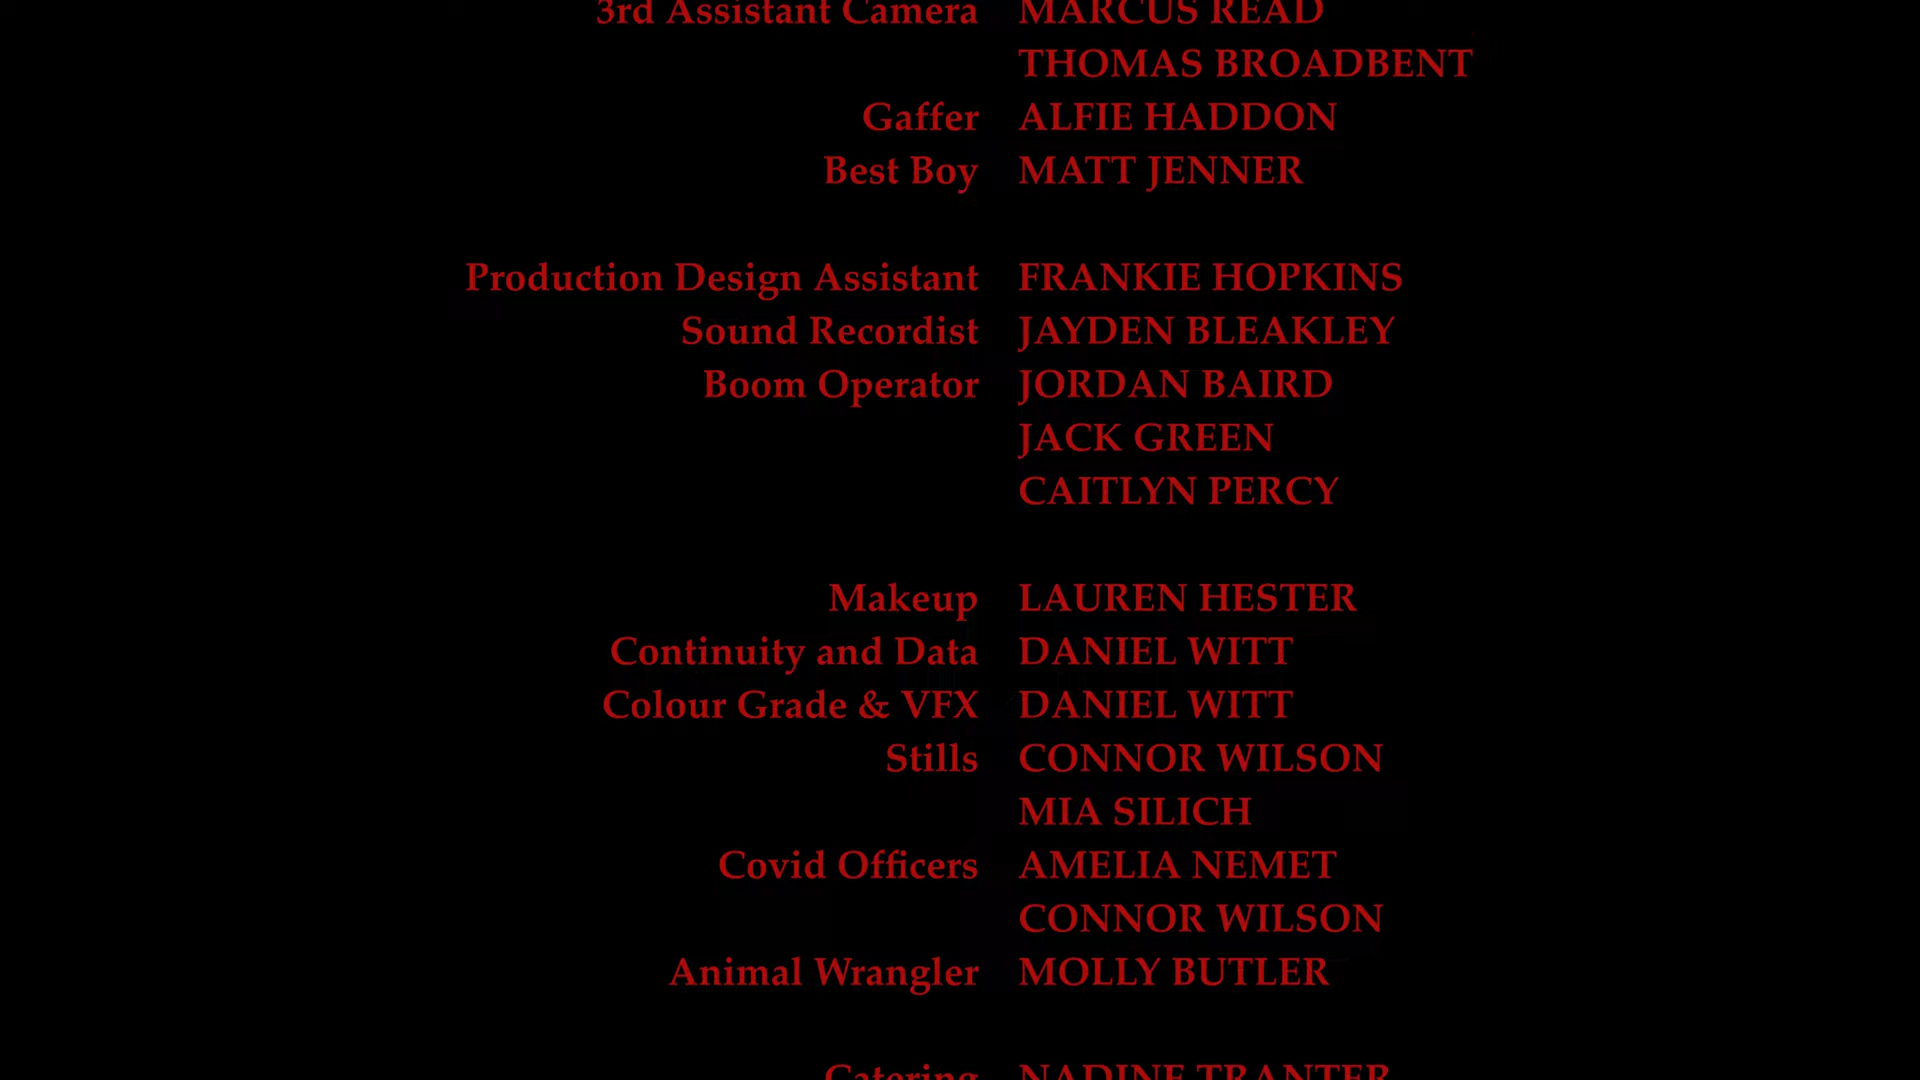 3rd Assistant Camera MARCUS READ
THOMAS BROADBENT
Gaffer ALFIE HADDON
Best Boy MATT JENNER
Production Design Assistant FRANKIE HOPKINS
Sound Recordist JAYDEN BLEAKLEY
Boom Operator JORDAN BAIRD
JACK GREEN
CAITLYN PERCY
Makeup LAUREN HESTER
Continuity and Data DANIEL WITT
Colour Grade & VFX DANIEL WITT
Stills CONNOR WILSON
MIA SILICH
Covid Officers AMELIA NEMET
CONNOR WILSON
Animal Wrangler MOLLY BUTLER
Catering NADINE TRANTER